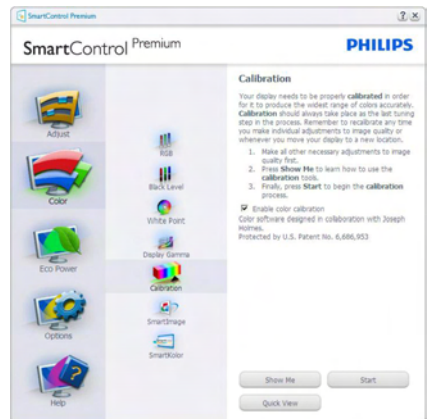 SmartControl Premium
SmartControl Premium
PHILIPS
Adjust
Color
Eco Power
Options
Help
RGB
Black Level
White Point
Display Gamma
Calibration
SmartImage
SmartKolor
Calibration
Your display needs to be properly calibrated in order
for it to produce the widest range of colors accurately.
Calibration should always take place as the last tuning
step in the process. Remember to recalibrate any time
you make individual adjustments to image quality or
whenever you move your display to a new location.
1. Make all other necessary adjustments to image
quality first.
2. Press Show Me to learn how to use the
calibration tools.
3. Finally, press Start to begin the calibration
process.
Enable color calibration
Color software designed in collaboration with Joseph
Holmes.
Protected by U.S. Patent No. 6,686,953
Show Me
Start
Quick View